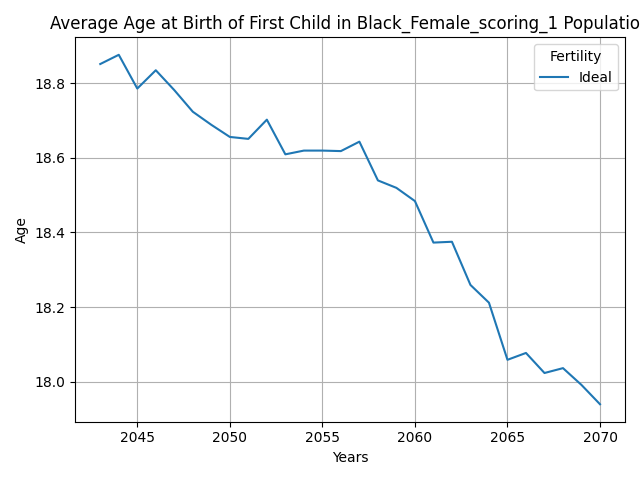 Average Age at Birth of First Child in Black_Female_scoring_1 Populatio
Fertility
Ideal
18.8
18.6
18.4
18.2
18.0
Age
2045 2050 2055 2060 2065 2070
Years